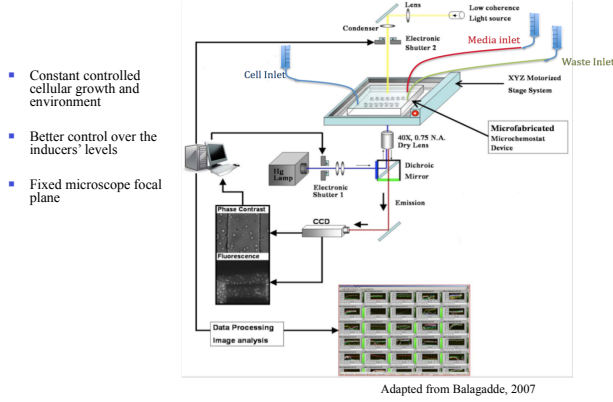 Constant controlled
cellular growth and
environment
Better control over the
inducers' levels
Fixed microscope focal
plane
Lens
Low coherence
Light source
Condenser
Electronic
Shutter 2
Media inlet
Waste Inlet
Cell Inlet
XYZ Motorized
Stage System
40X, 0.75 N.A.
Dry Lens
Microfabricated
Microchemostat
Device
Hg
Lamp
Electronic
Shutter 1
Dichroic
Mirror
Emission
CCD
Phase Contrast
Fluorescence
Data Processing
Image analysis
Adapted from Balagadde, 2007